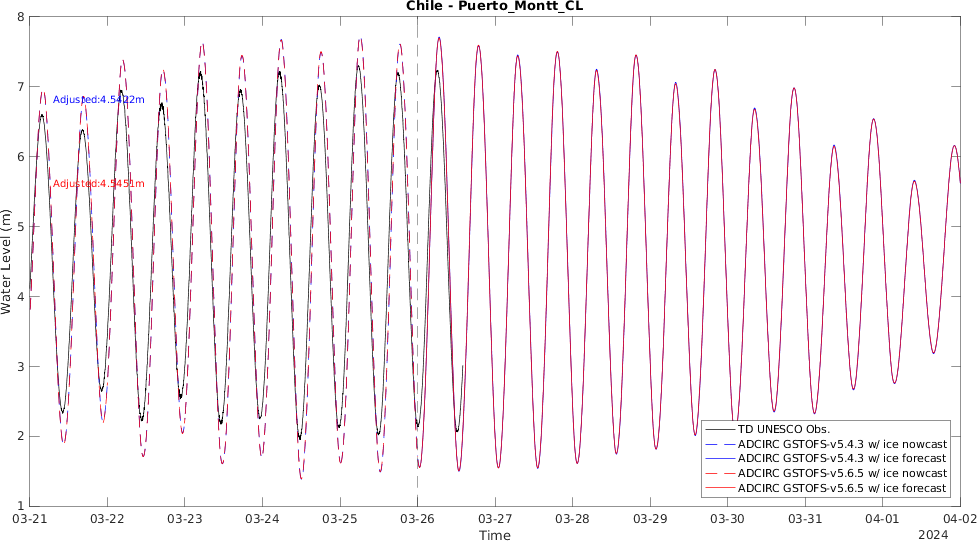 Chile - Puerto_Montt_CL
8
7
6
5
4
3
2
1
Water Level (m)
Adjusted:4.5422m
Adjusted:4.5451m
TD UNESCO Obs.
ADCIRC GSTOFS-v5.4.3 w/ ice nowcast
ADCIRC GSTOFS-v5.4.3 w/ ice forecast
ADCIRC GSTOFS-v5.6.5 w/ ice nowcast
ADCIRC GSTOFS-v5.6.5 w/ ice forecast
03-21 03-22 03-23 03-24 03-25 03-26 03-27 03-28 03-29 03-30 03-31 04-01 04-02
Time
2024